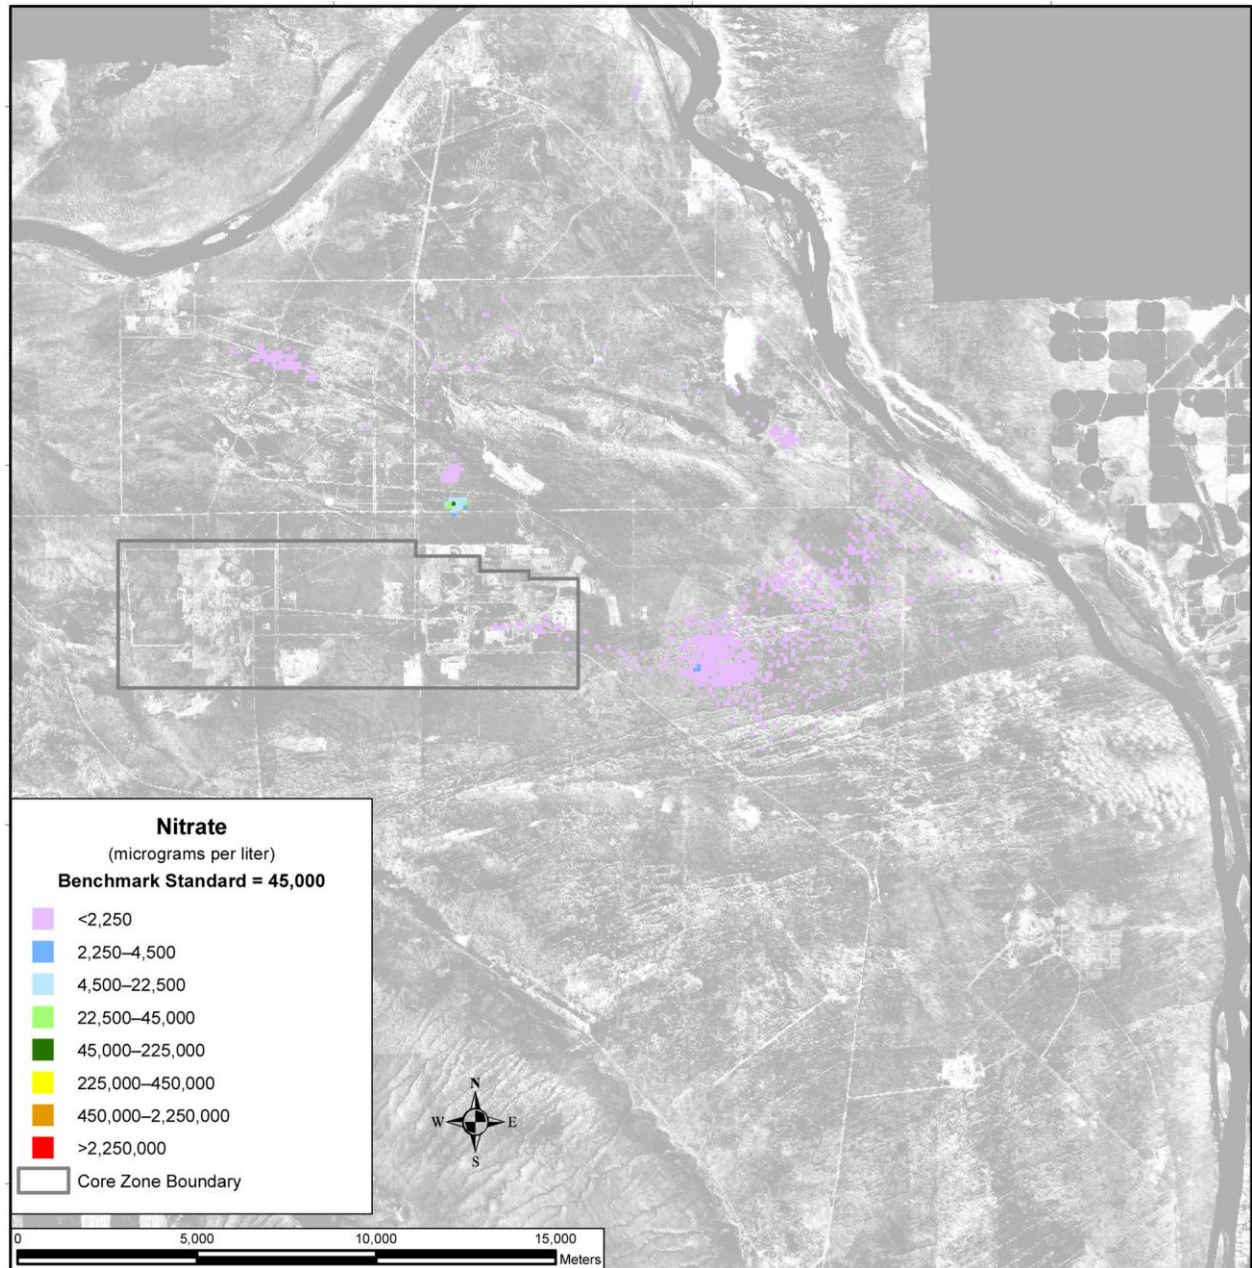 Nitrate
(micrograms per liter)
Benchmark Standard = 45,000
<2,250
2,250–4,500
4,500–22,500
22,500–45,000
45,000–225,000
225,000–450,000
450,000–2,250,000
>2,250,000
Core Zone Boundary
N
W E
S
0 5,000 10,000 15,000
Meters